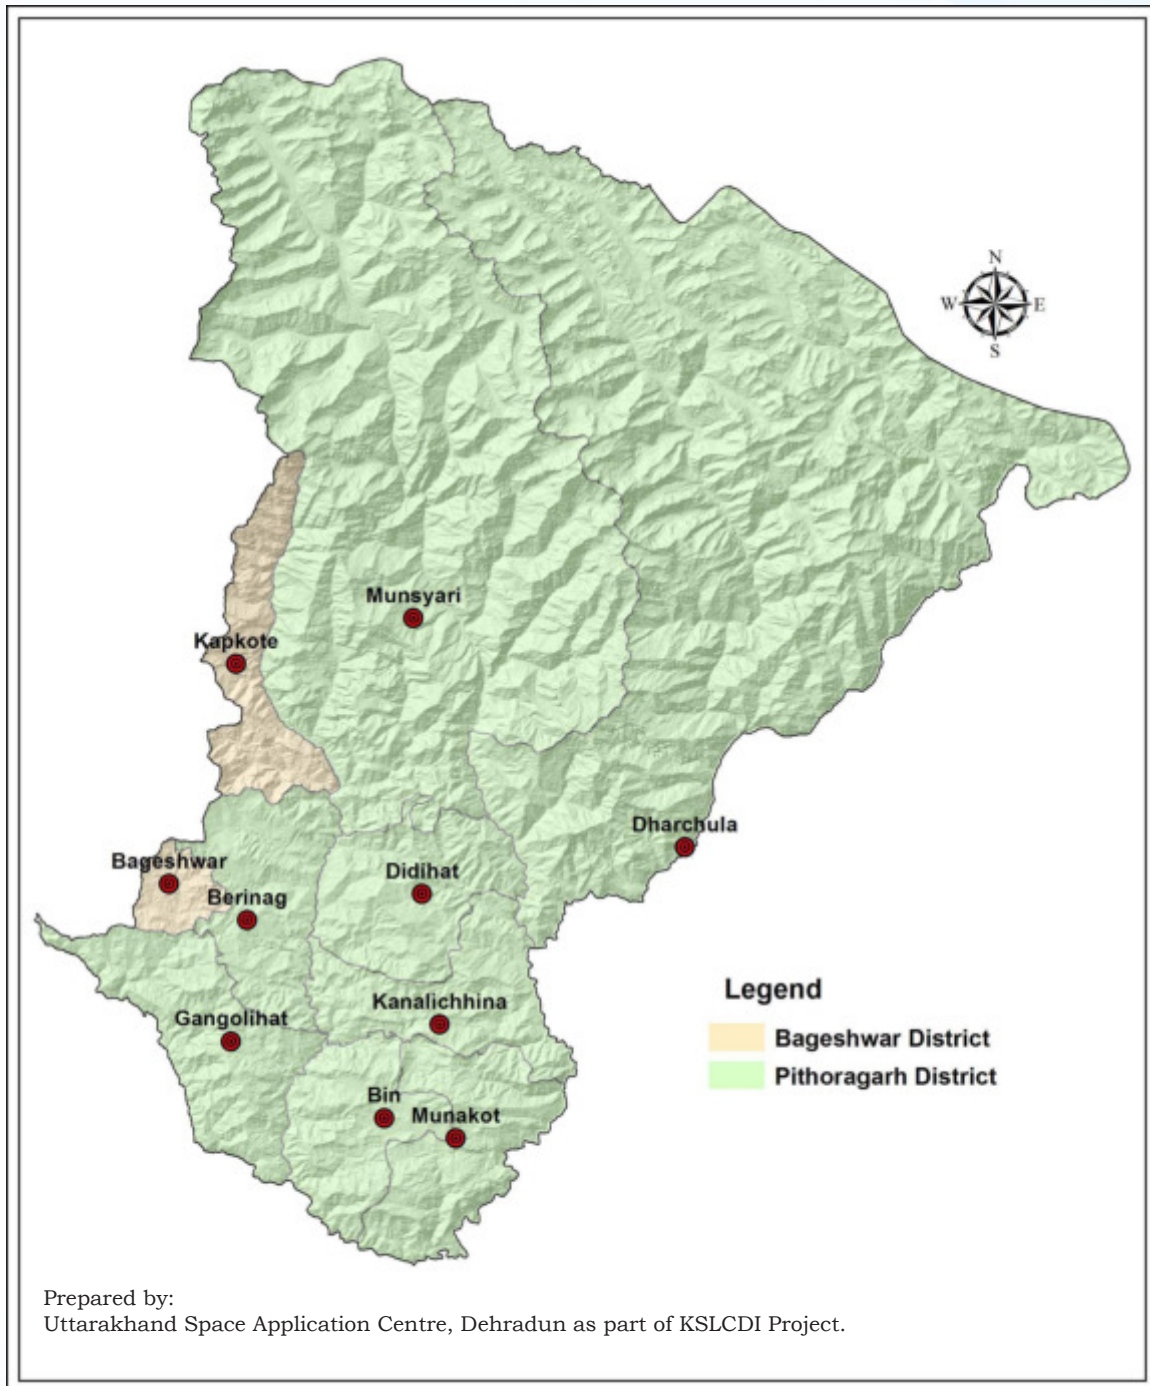 N
W E
S
Munsyari
Kapkote
Dharchula
Bageshwar
Didihat
Berinag
Kanalichhina
Gangolihat
Bin
Munakot
Legend
Bageshwar District
Pithoragarh District
Prepared by:
Uttarakhand Space Application Centre, Dehradun as part of KSLCDI Project.